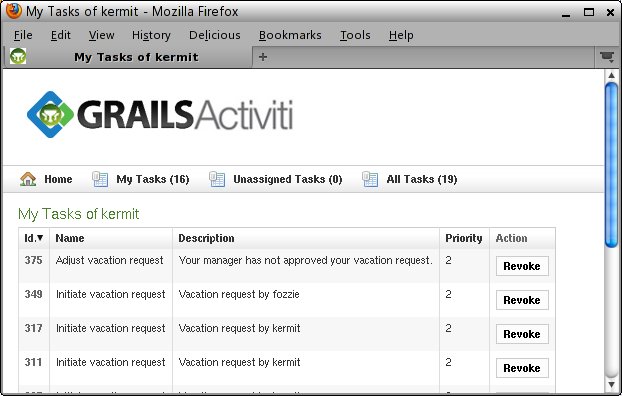 My Tasks of kermit - Mozilla Firefox
File Edit View History Delicious Bookmarks Tools Help
My Tasks of kermit
GRAILSActiviti
Home My Tasks (16) Unassigned Tasks (0) All Tasks (19)
My Tasks of kermit
Id.▼ Name Description Priority Action
375 Adjust vacation request Your manager has not approved your vacation request. 2 Revoke
349 Initiate vacation request Vacation request by fozzie 2 Revoke
317 Initiate vacation request Vacation request by kermit 2 Revoke
311 Initiate vacation request Vacation request by kermit 2 Revoke